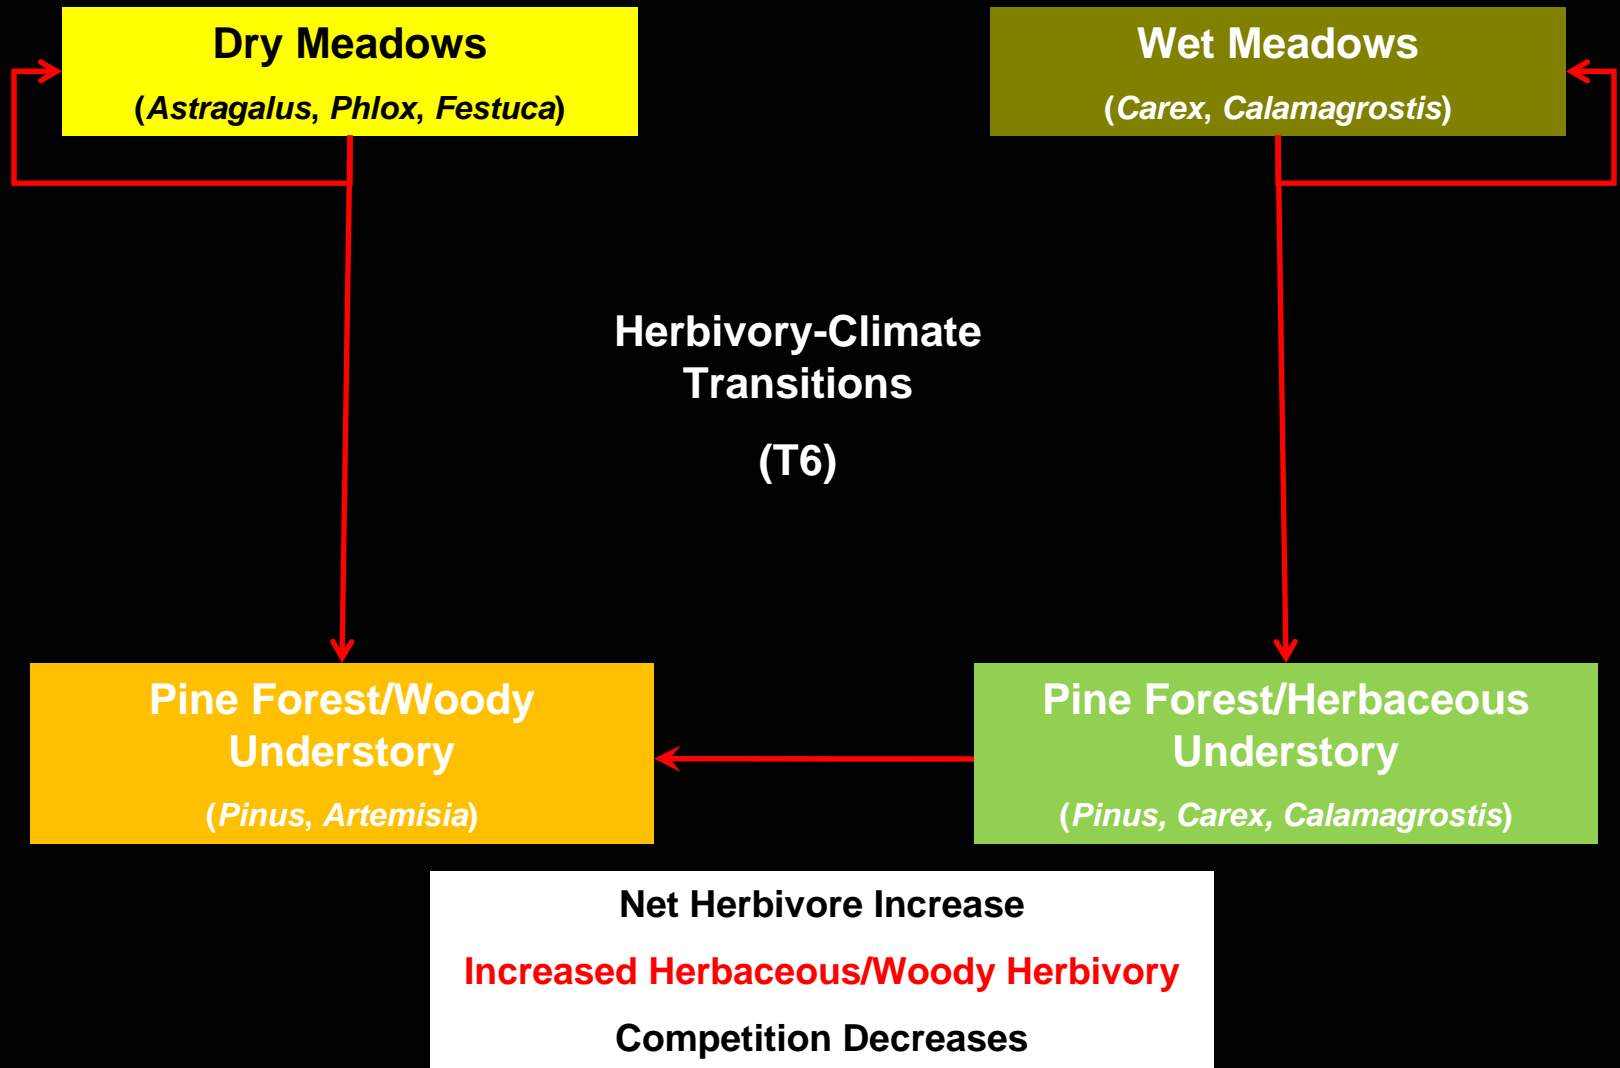 Dry Meadows
(Astragalus, Phlox, Festuca)
Wet Meadows
(Carex, Calamagrostis)
Herbivory-Climate
Transitions
(T6)
Pine Forest/Woody
Understory
(Pinus, Artemisia)
Pine Forest/Herbaceous
Understory
(Pinus, Carex, Calamagrostis)
Net Herbivore Increase
Increased Herbaceous/Woody Herbivory
Competition Decreases